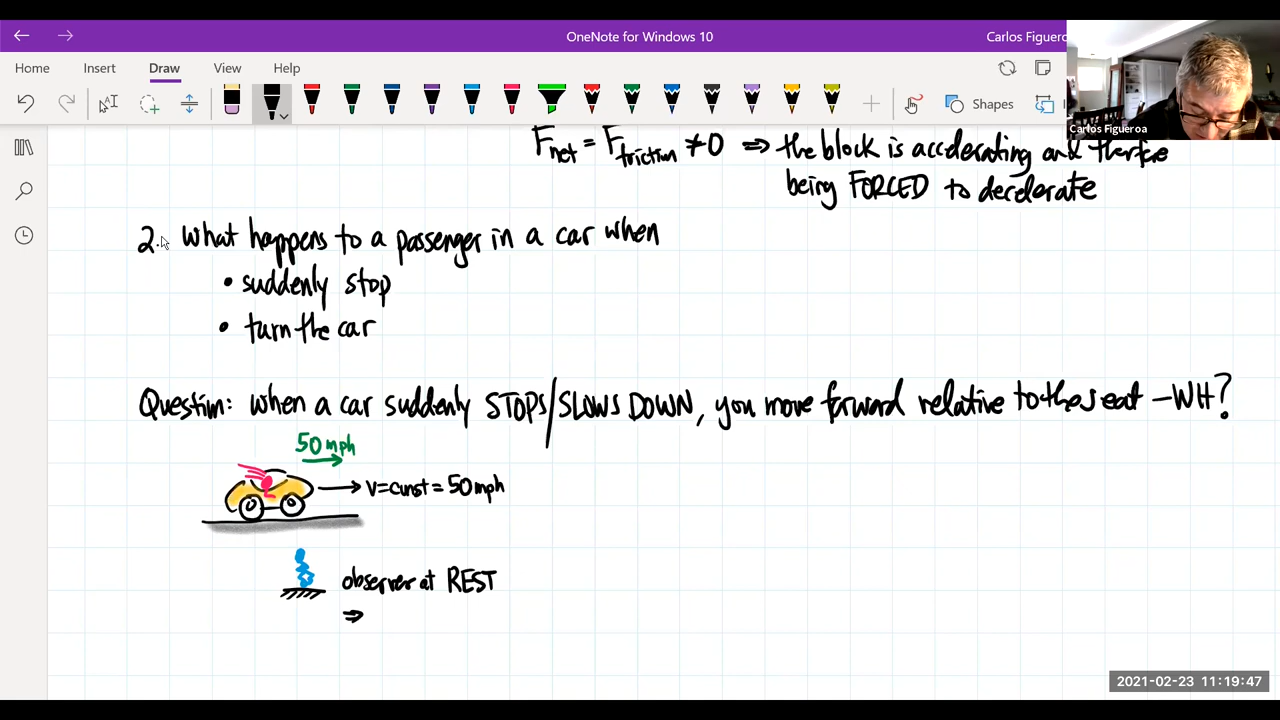 OneNote for Windows 10
Carlos Figuero
Home Insert Draw View Help
Shapes
Carlos Figueroa
Fnet = Ffriction ≠ 0 ⇒ the block is accelerating and therfore
being FORCED to decelerate
2. What happens to a passenger in a car when
• suddenly stop
• turn the car
Question: when a car suddenly STOPS/SLOWS DOWN, you move forward relative to the seat – WH?
50 mph
→ v=const = 50 mph
observer at REST
⇒
2021-02-23 11:19:47